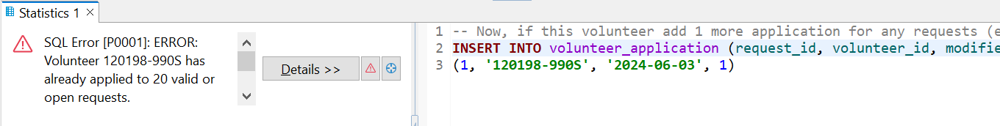 Statistics 1
SQL Error [P0001]: ERROR:
Volunteer 120198-990S has
already applied to 20 valid or
open requests.
Details >>
1 -- Now, if this volunteer add 1 more application for any requests (e
2 INSERT INTO volunteer_application (request_id, volunteer_id, modifie
3 (1, '120198-990S', '2024-06-03', 1)